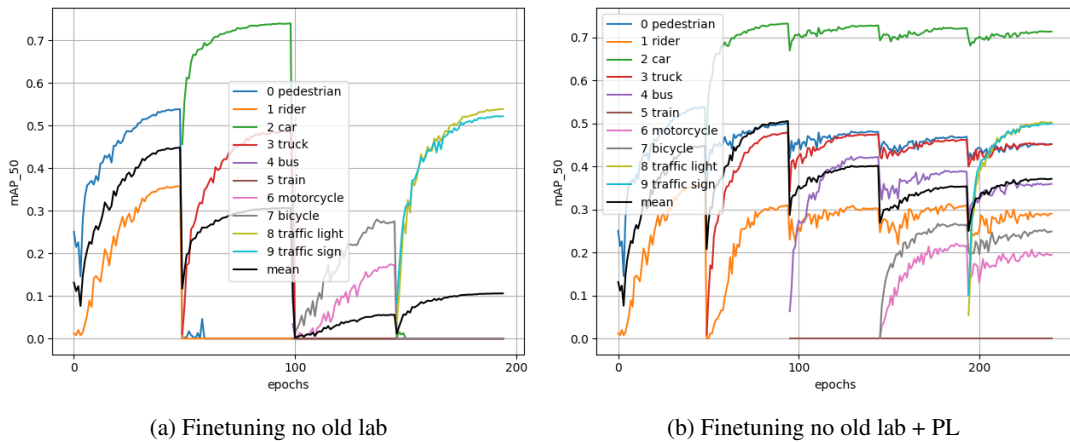 0.7
0.6
0.5
0.4
0.3
0.2
0.1
0.0
mAP_50
0
100
200
epochs
0 pedestrian
1 rider
2 car
3 truck
4 bus
5 train
6 motorcycle
7 bicycle
8 traffic light
9 traffic sign
mean
(a) Finetuning no old lab
0.7
0.6
0.5
0.4
0.3
0.2
0.1
0.0
mAP_50
0
100
200
epochs
0 pedestrian
1 rider
2 car
3 truck
4 bus
5 train
6 motorcycle
7 bicycle
8 traffic light
9 traffic sign
mean
(b) Finetuning no old lab + PL